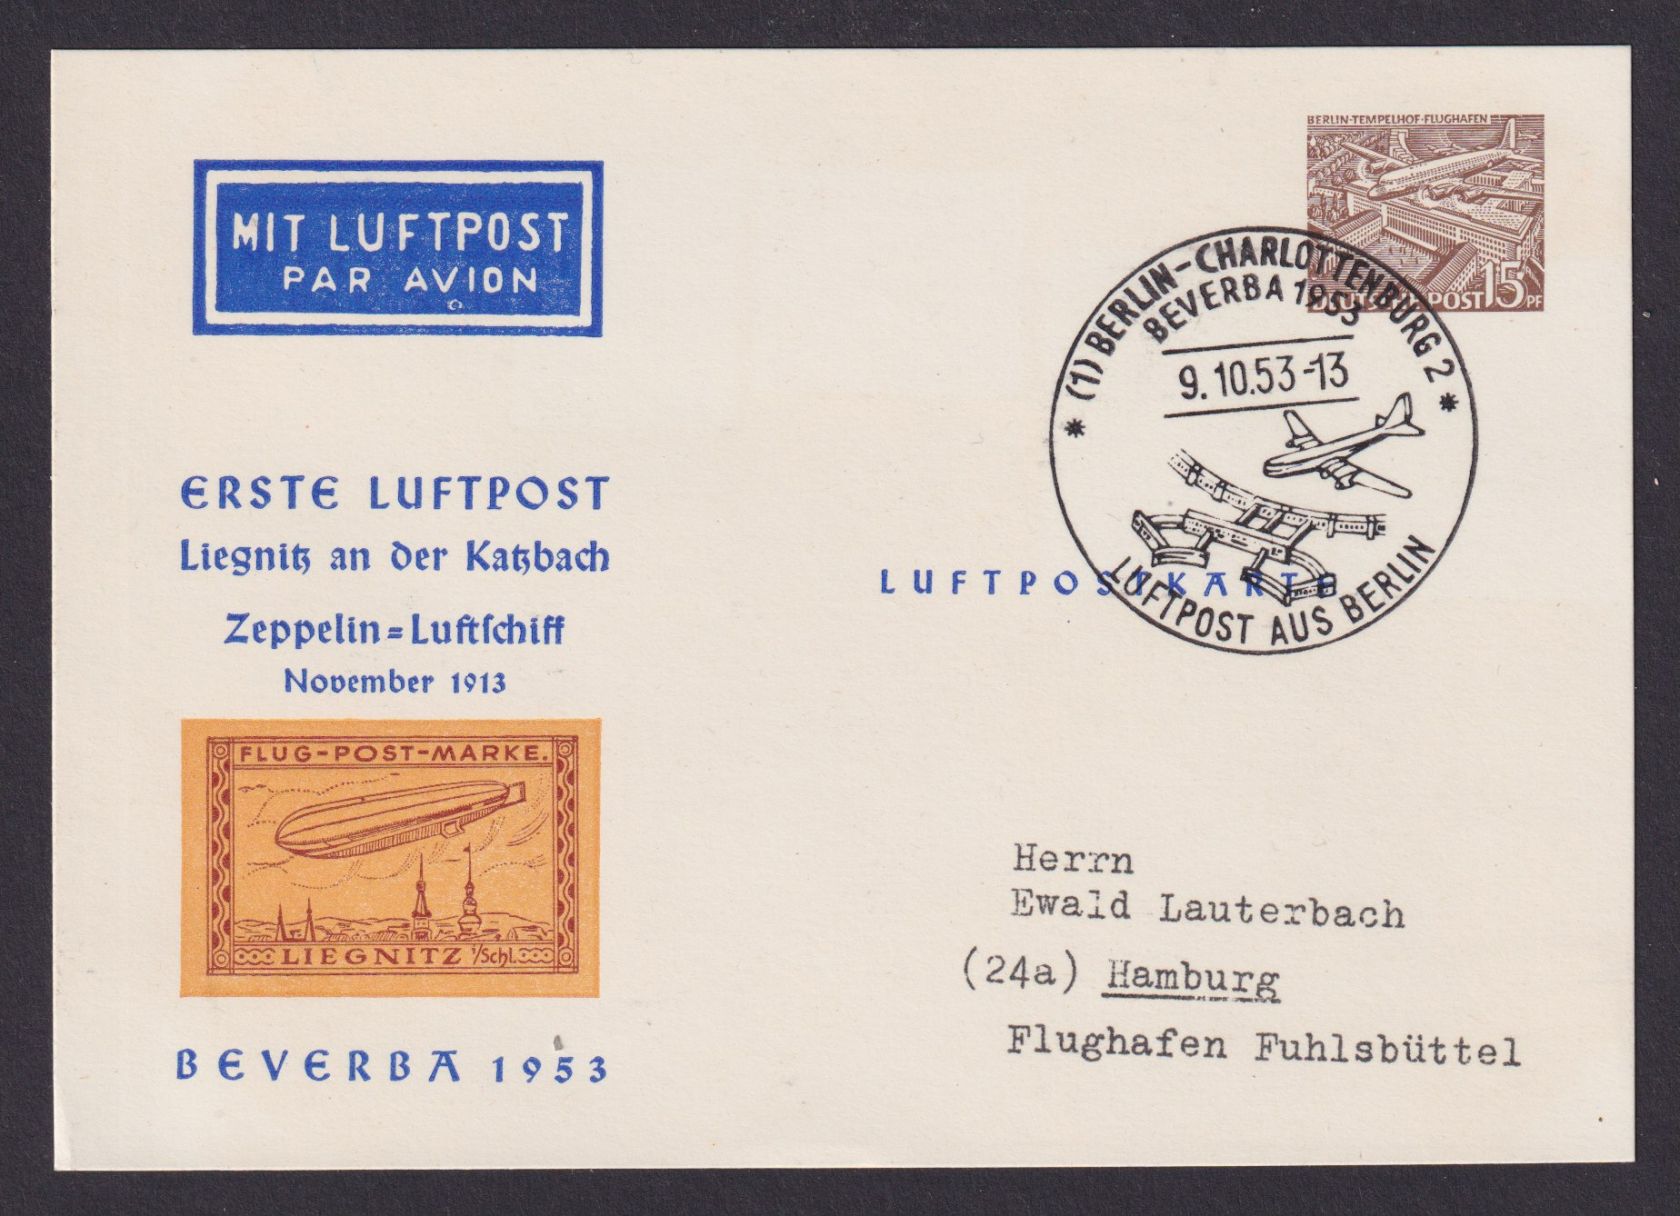 MIT LUFTPOST
PAR AVION
ERSTE LUFTPOST
Liegnitz an der Katzbach
Zeppelin=Luftschiff
November 1913
FLUG-POST-MARKE.
LIEGNITZ i/Schl.
BEVERBA 1953
BERLIN-TEMPELHOF-FLUGHAFEN
DEUTSCHE POST 15 PF
(1) BERLIN-CHARLOTTENBURG 2
BEVERBA 1953
9.10.53-13
LUFTPOST AUS BERLIN
LUFTPOSTKARTE
Herrn
Ewald Lauterbach
(24a) Hamburg
Flughafen Fuhlsbüttel